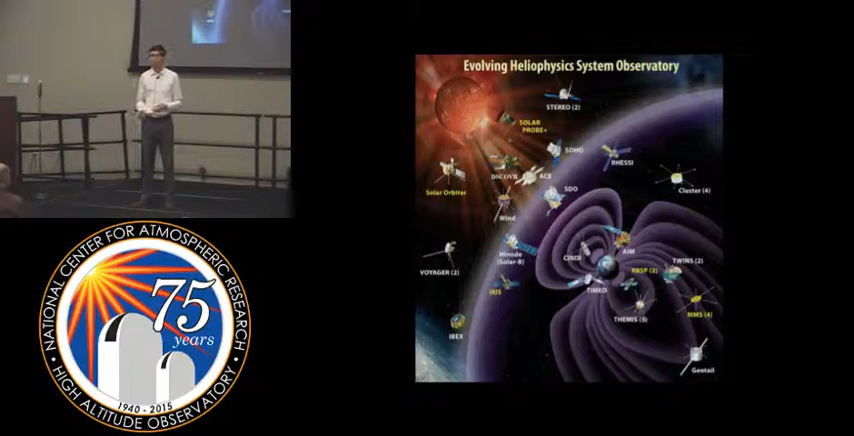 Evolving Heliophysics System Observatory
STEREO (2)
SOLAR
PROBE+
SOHO
RHESSI
DSCOVR
ACE
Solar Orbiter
SDO
Cluster (4)
Wind
Hinode
(Solar-B)
AIM
CINDI
VOYAGER (2)
RBSP (2)
TWINS (2)
IRIS
TIMED
THEMIS (5)
MMS (4)
IBEX
Geotail
NATIONAL CENTER FOR ATMOSPHERIC RESEARCH
75
years
1940 - 2015
HIGH ALTITUDE OBSERVATORY